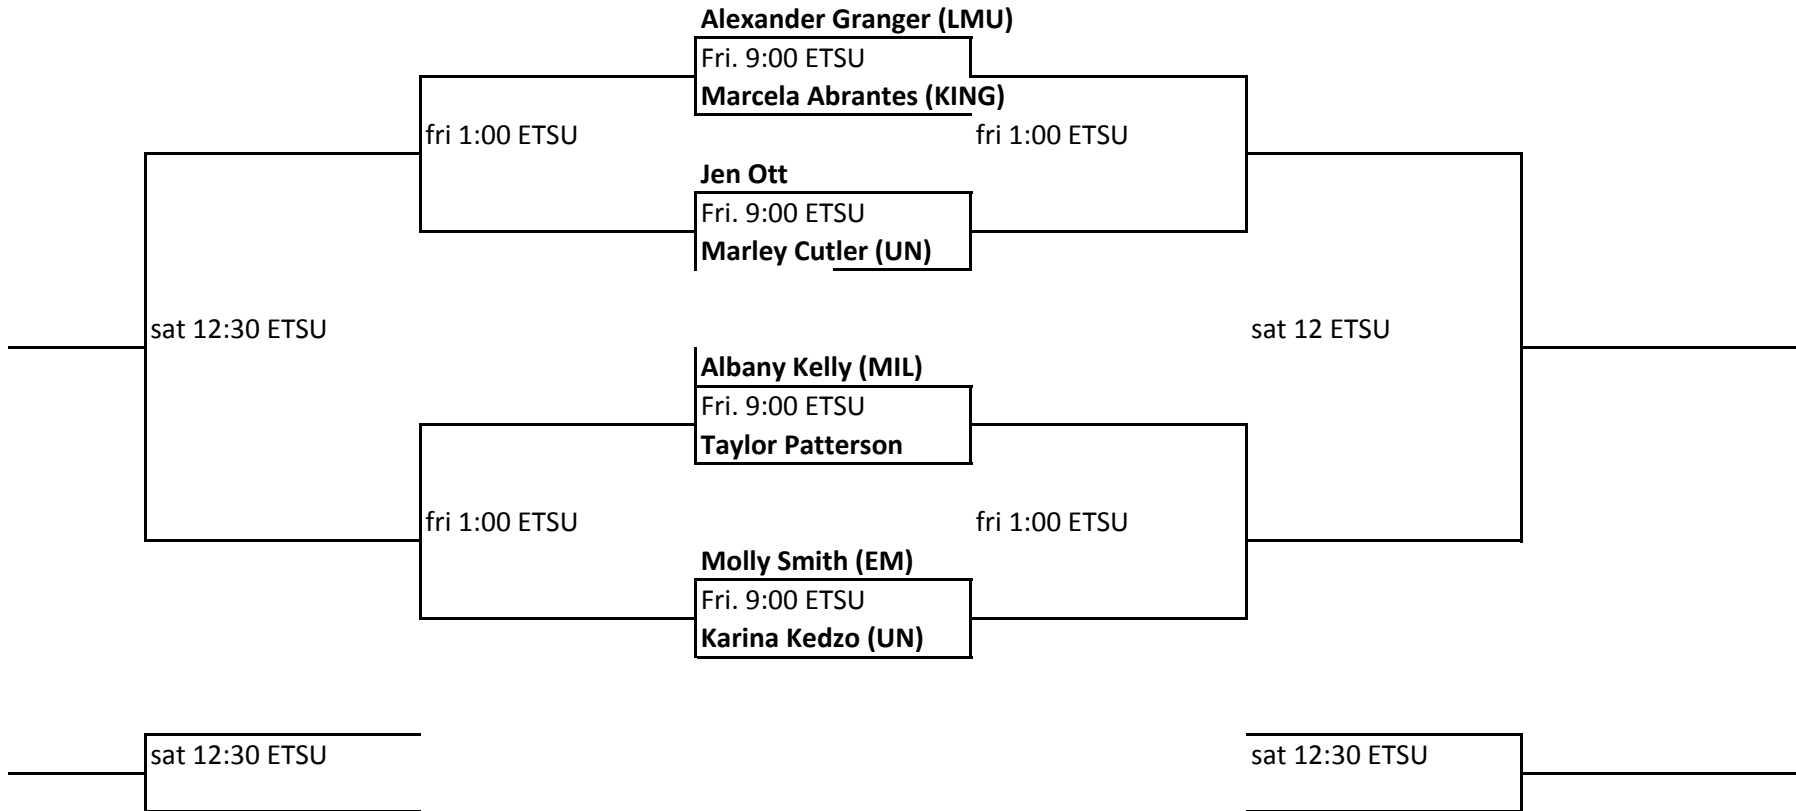 Alexander Granger (LMU)
Fri. 9:00 ETSU
Marcela Abrantes (KING)
fri 1:00 ETSU
fri 1:00 ETSU
Jen Ott
Fri. 9:00 ETSU
Marley Cutler (UN)
sat 12:30 ETSU
sat 12 ETSU
Albany Kelly (MIL)
Fri. 9:00 ETSU
Taylor Patterson
fri 1:00 ETSU
fri 1:00 ETSU
Molly Smith (EM)
Fri. 9:00 ETSU
Karina Kedzo (UN)
sat 12:30 ETSU
sat 12:30 ETSU